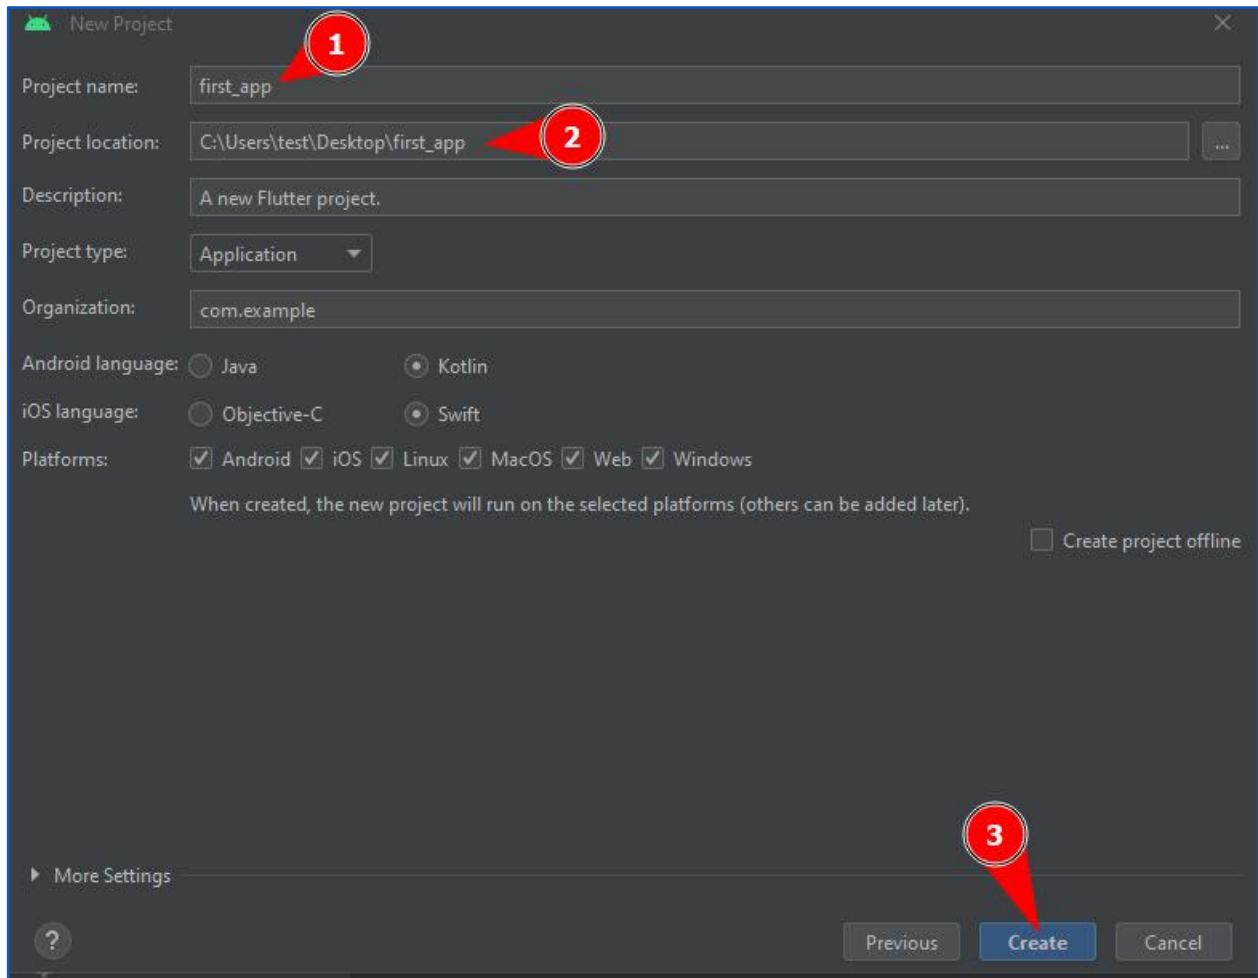 New Project
1
Project name: first_app
2
Project location: C:\Users\test\Desktop\first_app ...
Description: A new Flutter project.
Project type: Application
Organization: com.example
Android language: Java Kotlin
iOS language: Objective-C Swift
Platforms: Android iOS Linux MacOS Web Windows
When created, the new project will run on the selected platforms (others can be added later).
Create project offline
3
More Settings
? Previous Create Cancel